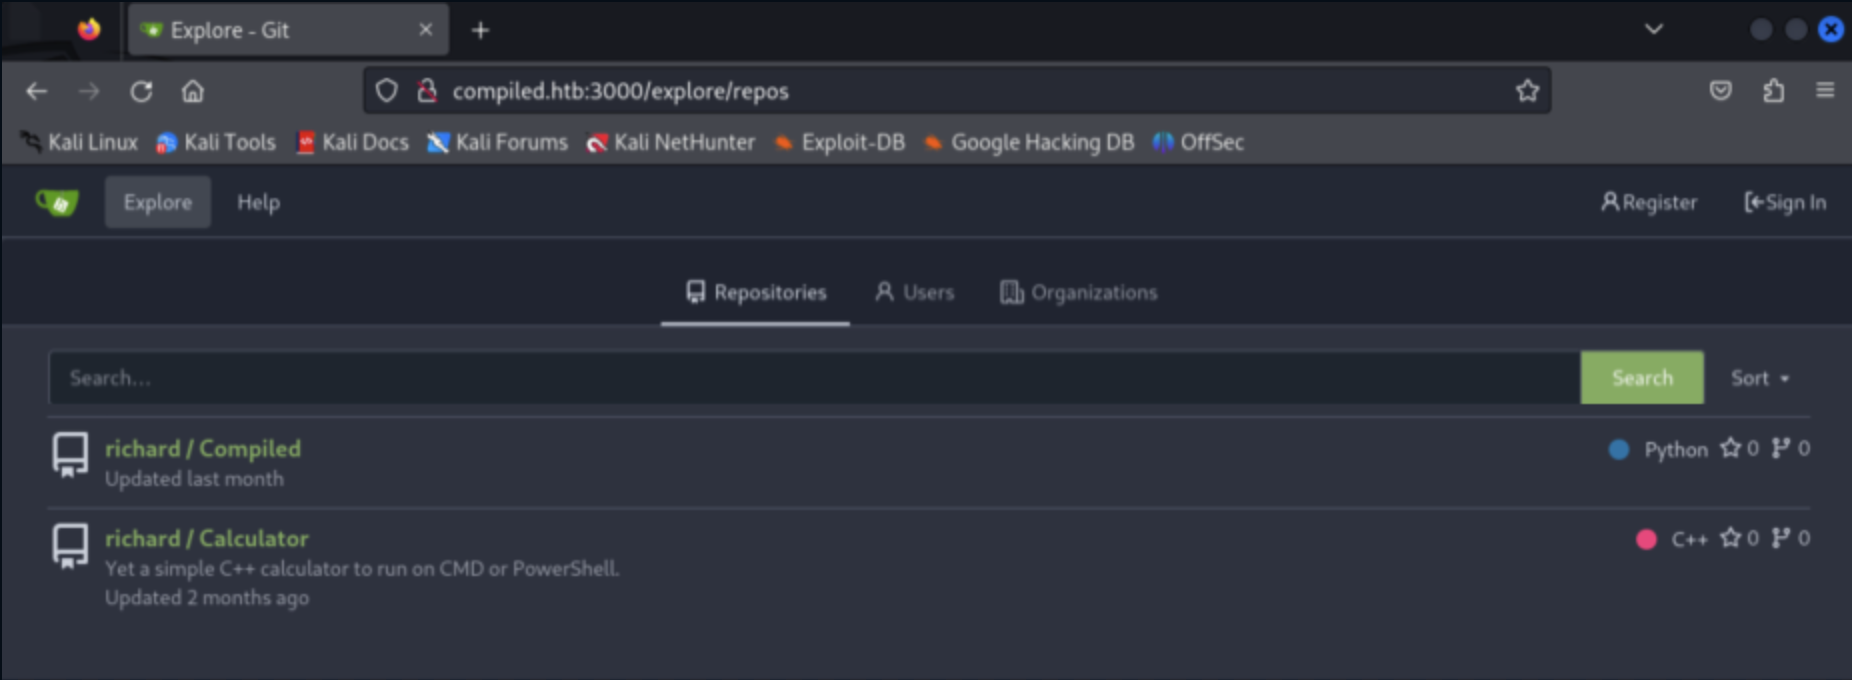 Explore - Git
compiled.htb:3000/explore/repos
Kali Linux Kali Tools Kali Docs Kali Forums Kali NetHunter Exploit-DB Google Hacking DB OffSec
Explore Help Register Sign In
Repositories Users Organizations
Search... Search Sort
richard / Compiled Python 0 0
Updated last month
richard / Calculator C++ 0 0
Yet a simple C++ calculator to run on CMD or PowerShell.
Updated 2 months ago